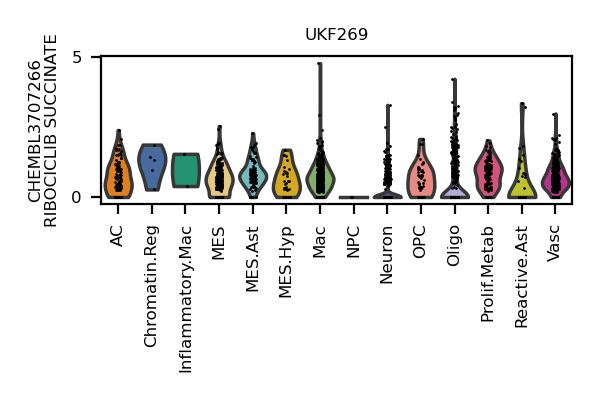 UKF269
CHEMBL3707266
RIBOCICLIB SUCCINATE
5
0
AC
Chromatin.Reg
Inflammatory.Mac
MES
MES.Ast
MES.Hyp
Mac
NPC
Neuron
OPC
Oligo
Prolif.Metab
Reactive.Ast
Vasc